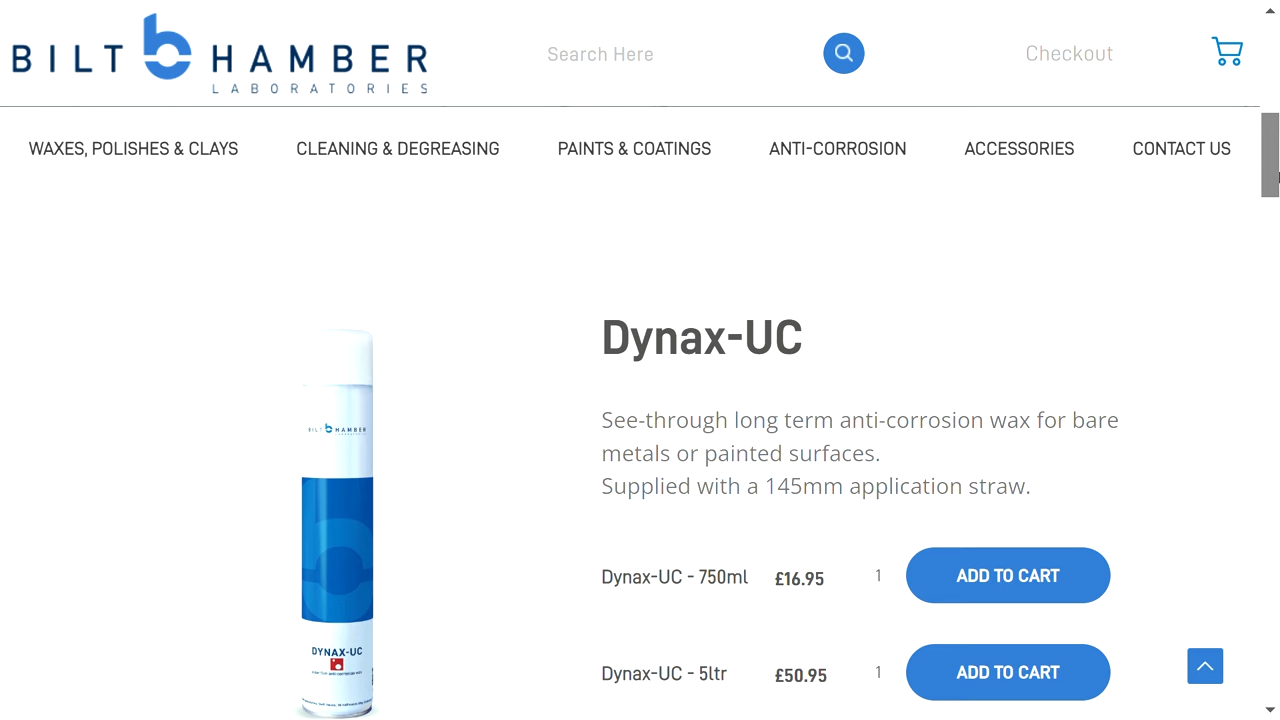 BILT HAMBER
LABORATORIES
Search Here
Checkout
WAXES, POLISHES & CLAYS
CLEANING & DEGREASING
PAINTS & COATINGS
ANTI-CORROSION
ACCESSORIES
CONTACT US
Dynax-UC
See-through long term anti-corrosion wax for bare
metals or painted surfaces.
Supplied with a 145mm application straw.
Dynax-UC - 750ml £16.95 1 ADD TO CART
Dynax-UC - 5ltr £50.95 1 ADD TO CART
BILT HAMBER
DYNAX-UC